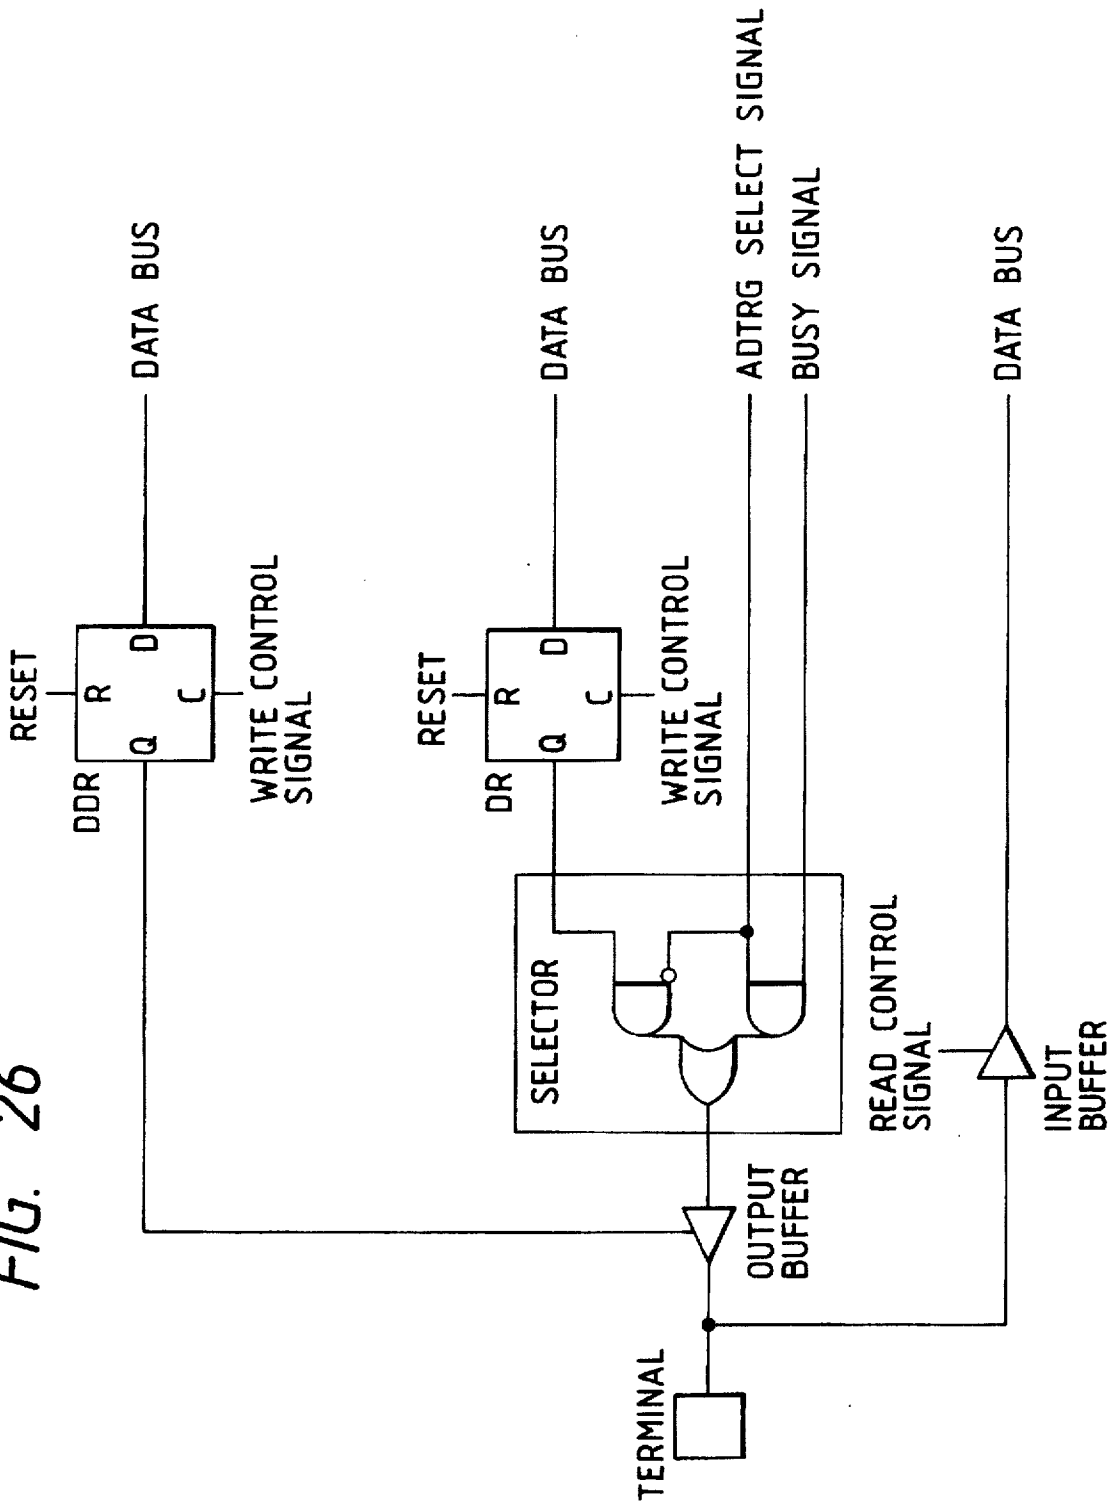 FIG. 26
RESET
DDR
Q
R
D
C
DATA BUS
WRITE CONTROL
SIGNAL
RESET
DR
Q
R
D
C
DATA BUS
WRITE CONTROL
SIGNAL
SELECTOR
ADTRG SELECT SIGNAL
BUSY SIGNAL
TERMINAL
OUTPUT
BUFFER
READ CONTROL
SIGNAL
INPUT
BUFFER
DATA BUS